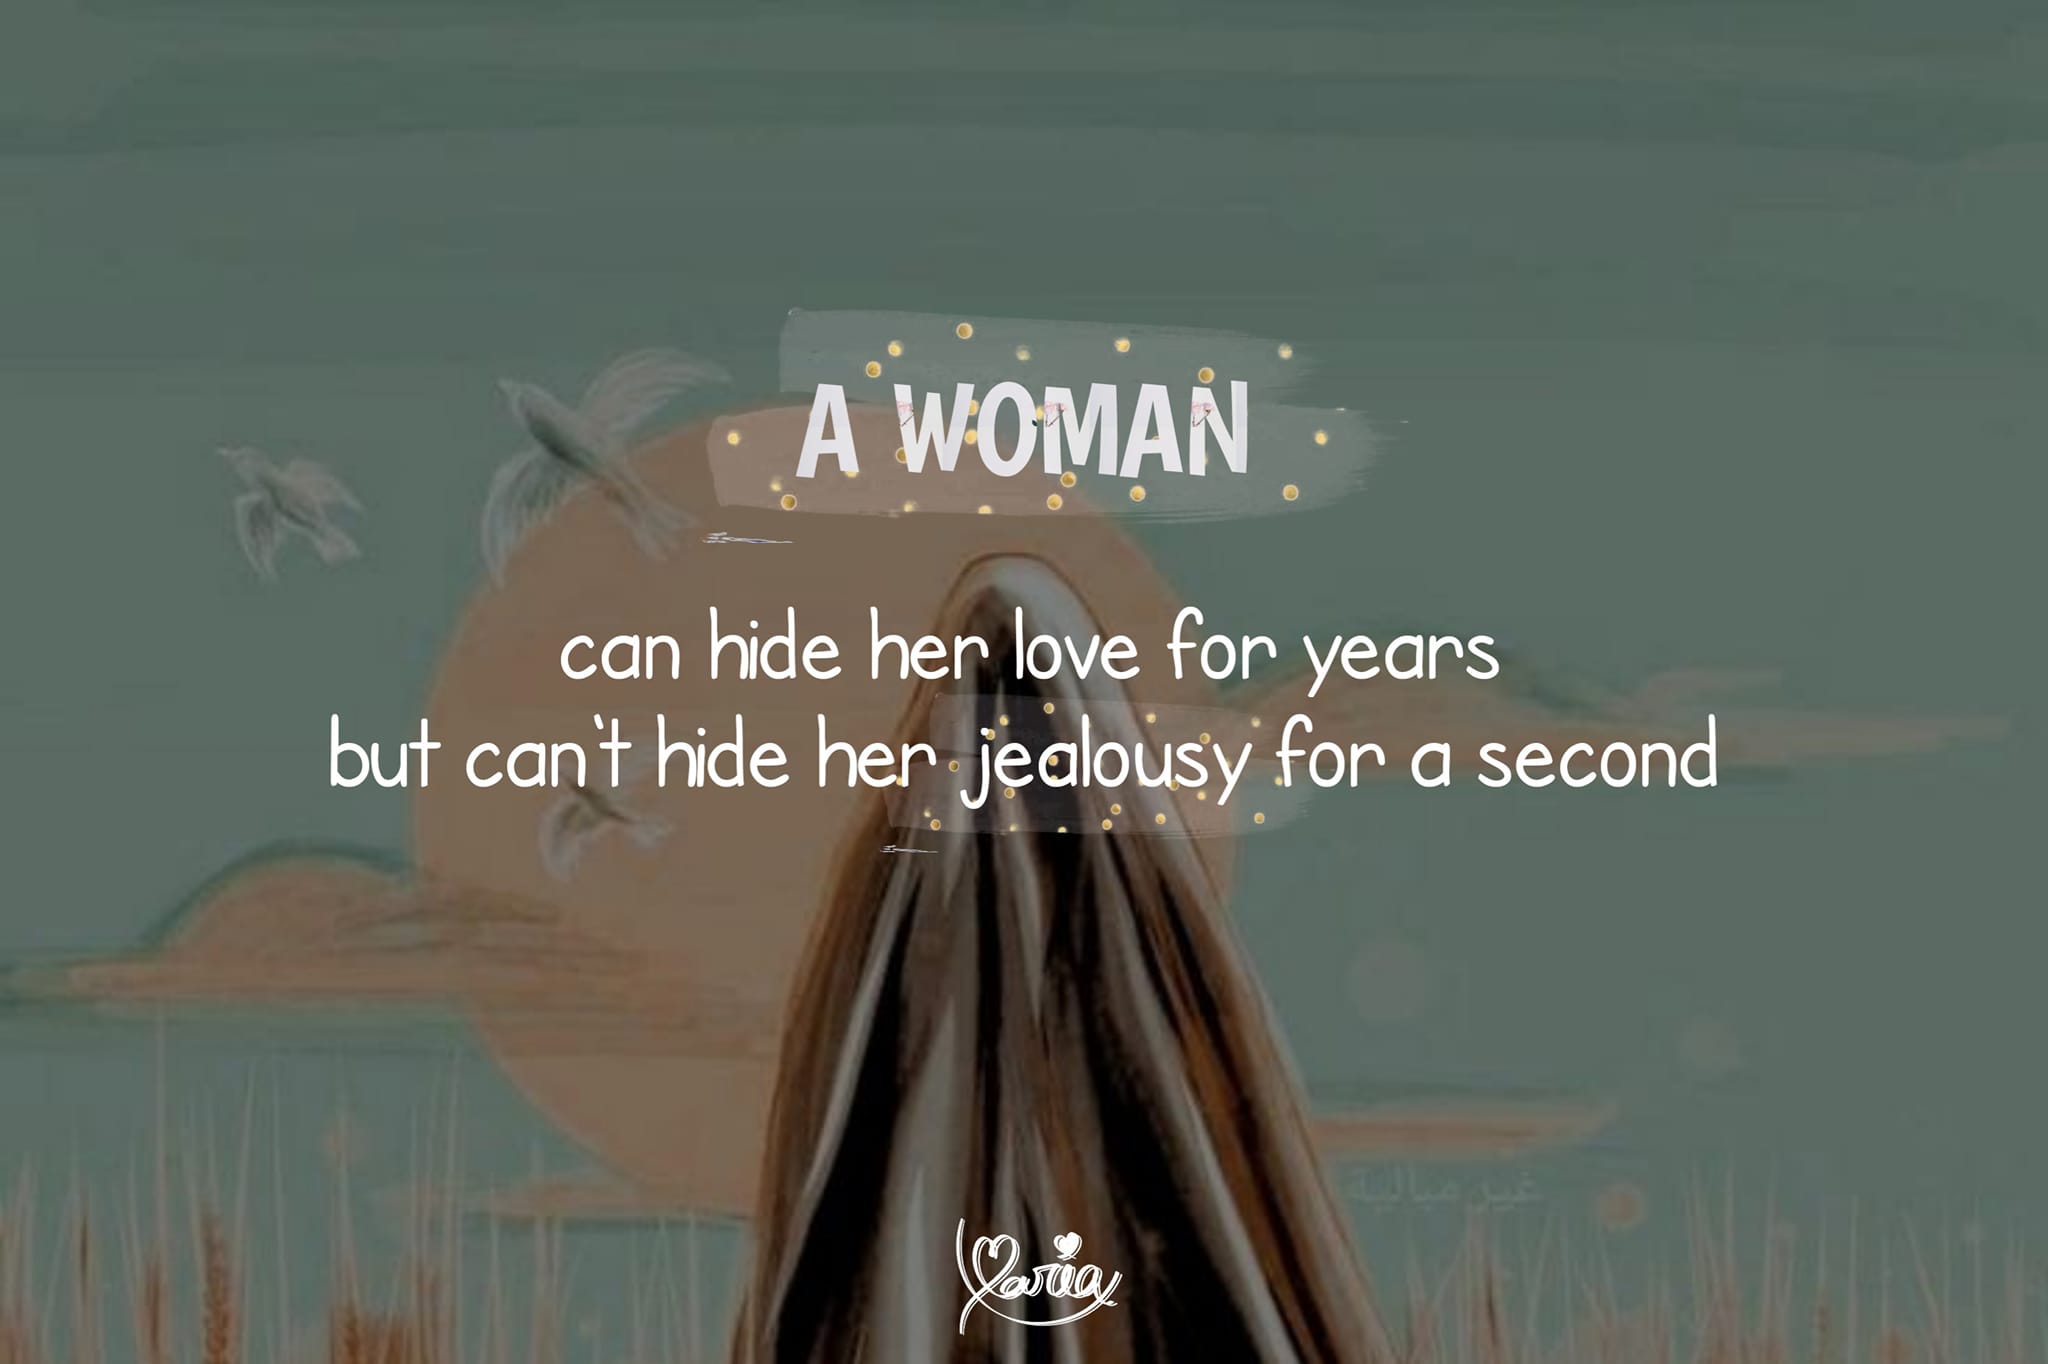 A WOMAN
can hide her love for years
but can't hide her jealousy for a second
غير مبالية
Maria